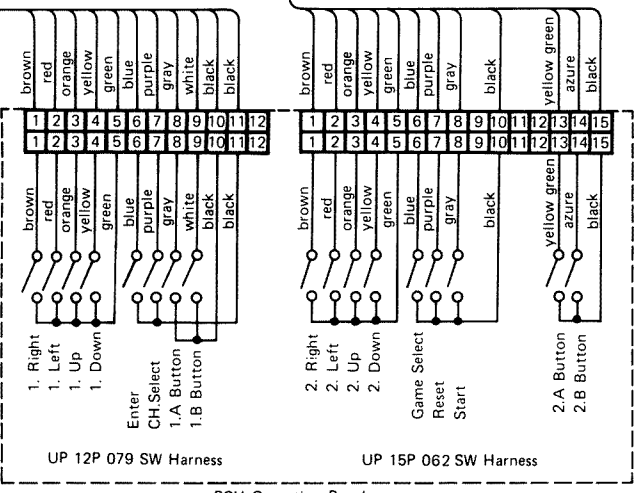 brown red orange yellow green blue purple gray white black black
brown red orange yellow green blue purple gray black yellow green azure black
1 2 3 4 5 6 7 8 9 10 11 12
1 2 3 4 5 6 7 8 9 10 11 12
1 2 3 4 5 6 7 8 9 10 11 12 13 14 15
1 2 3 4 5 6 7 8 9 10 11 12 13 14 15
brown red orange yellow green blue purple gray white black black
brown red orange yellow green blue purple gray black yellow green azure black
1. Right
1. Left
1. Up
1. Down
Enter
CH.Select
1.A Button
1.B Button
2. Right
2. Left
2. Up
2. Down
Game Select
Reset
Start
2.A Button
2.B Button
UP 12P 079 SW Harness
UP 15P 062 SW Harness